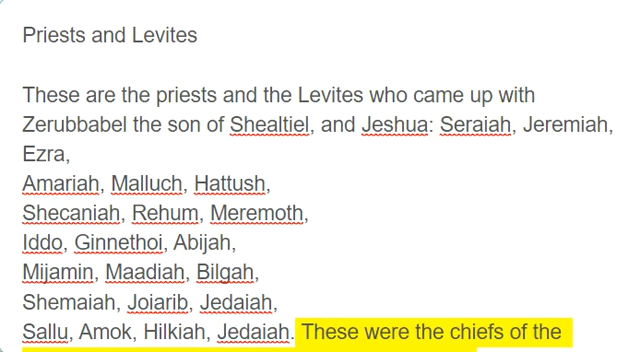 Priests and Levites
These are the priests and the Levites who came up with
Zerubbabel the son of Shealtiel, and Jeshua: Seraiah, Jeremiah,
Ezra,
Amariah, Malluch, Hattush,
Shecaniah, Rehum, Meremoth,
Iddo, Ginnethoi, Abijah,
Mijamin, Maadiah, Bilgah,
Shemaiah, Joiarib, Jedaiah,
Sallu, Amok, Hilkiah, Jedaiah. These were the chiefs of the